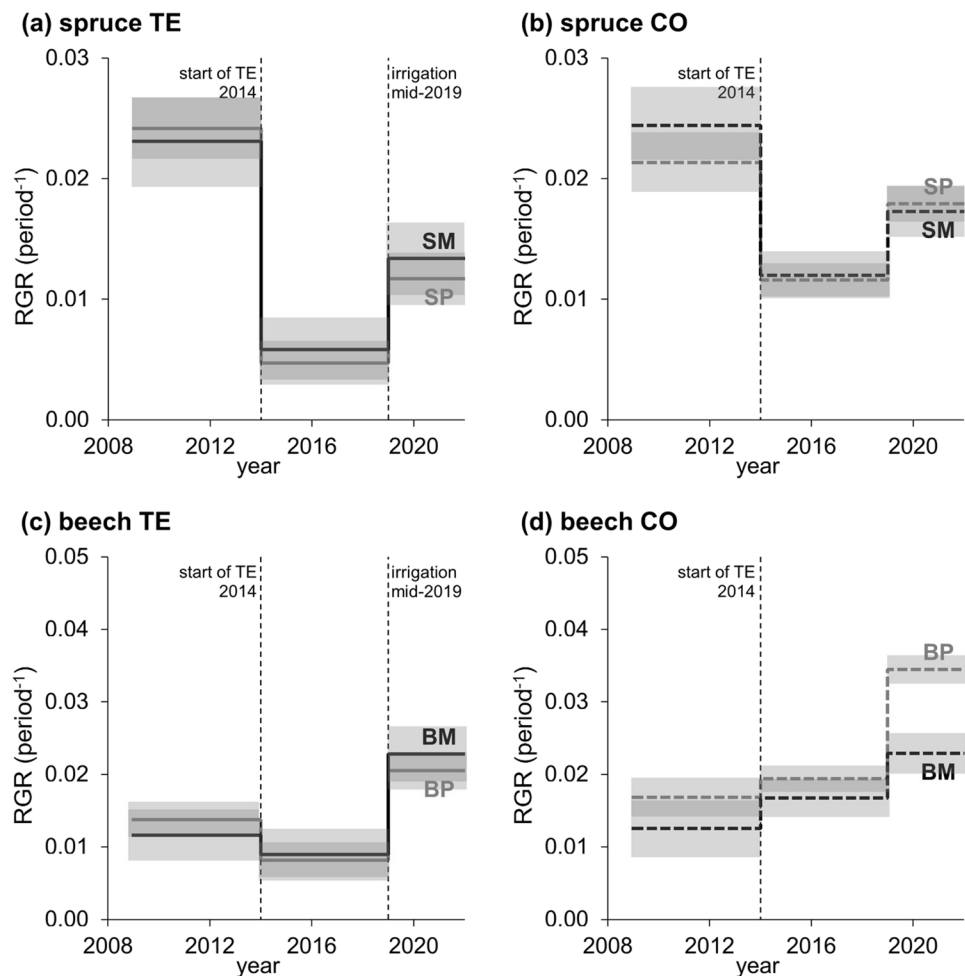 (a) spruce TE
0.03
0.02
0.01
0.00
RGR (period-1)
start of TE
2014
irrigation
mid-2019
SM
SP
2008
2012
2016
2020
year
(b) spruce CO
0.03
0.02
0.01
0.00
RGR (period-1)
start of TE
2014
SP
SM
2008
2012
2016
2020
year
(c) beech TE
0.05
0.04
0.03
0.02
0.01
0.00
RGR (period-1)
start of TE
2014
irrigation
mid-2019
BM
BP
2008
2012
2016
2020
year
(d) beech CO
0.05
0.04
0.03
0.02
0.01
0.00
RGR (period-1)
start of TE
2014
BP
BM
2008
2012
2016
2020
year